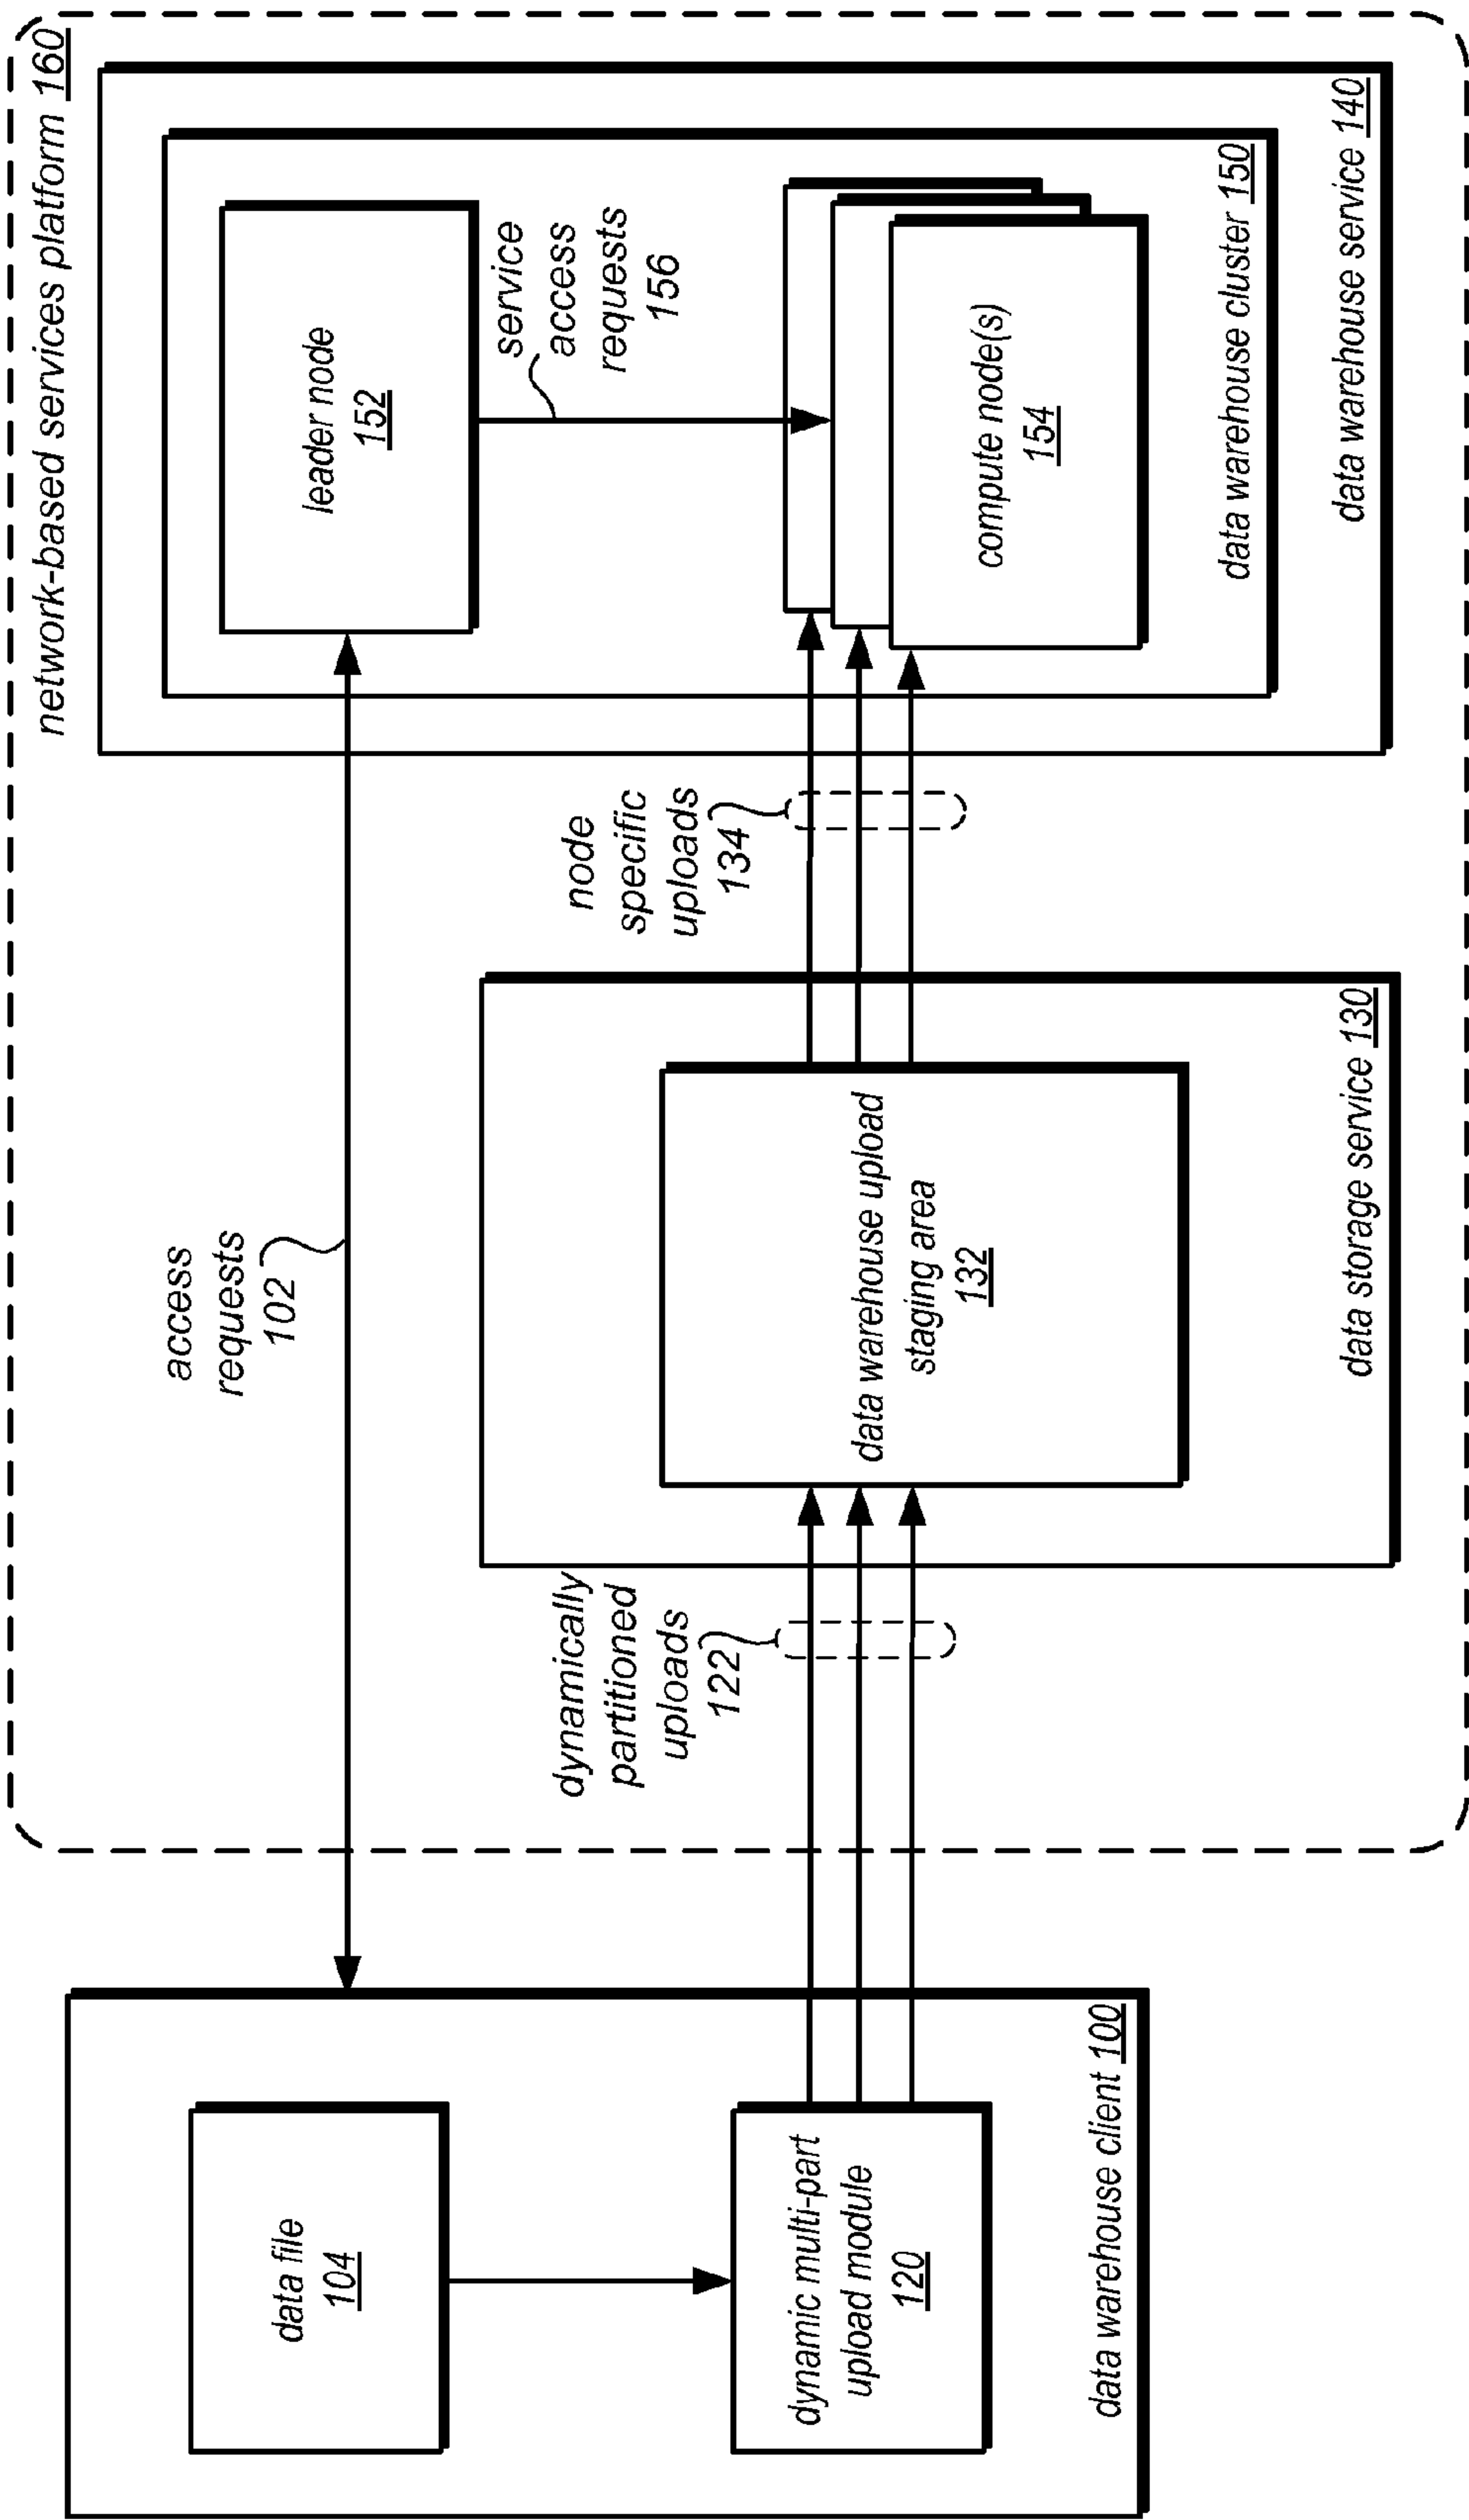 network-based services platform 160
data file
104
dynamic multi-part
upload module
120
data warehouse client 100
access
requests
102
dynamically
partitioned
uploads
122
data warehouse upload
staging area
132
data storage service 130
node
specific
uploads
134
leader node
152
service
access
requests
156
compute node(s)
154
data warehouse cluster 150
data warehouse service 140